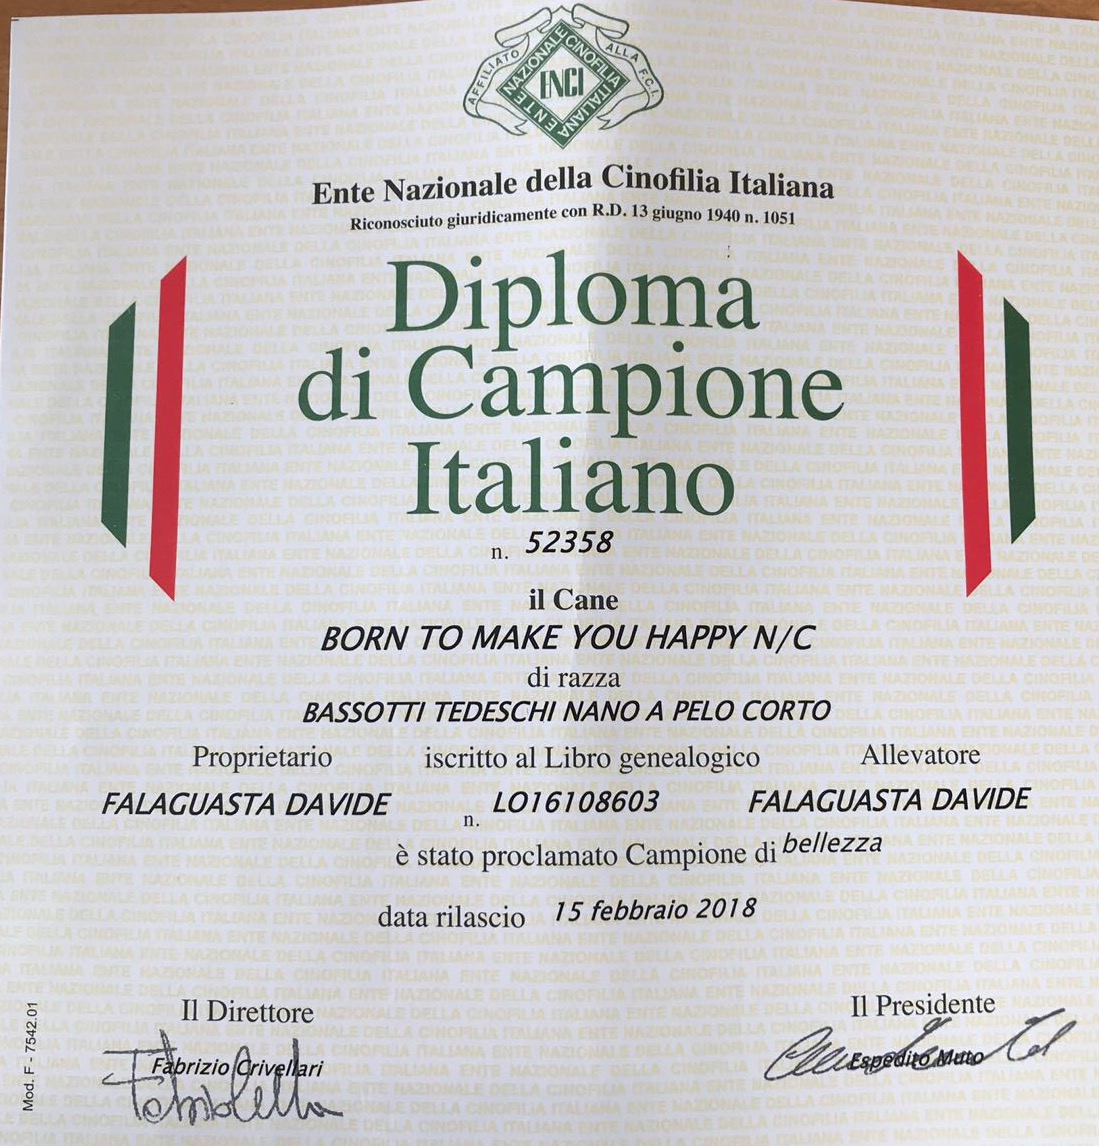 AFFILIATO ALLA F.C.I.
ENTE NAZIONALE CINOFILIA ITALIANA
ENCI
Ente Nazionale della Cinofilia Italiana
Riconosciuto giuridicamente con R.D. 13 giugno 1940 n. 1051
Diploma
di Campione
Italiano
n. 52358
il Cane
BORN TO MAKE YOU HAPPY N/C
di razza
BASSOTTI TEDESCHI NANO A PELO CORTO
Proprietario iscritto al Libro genealogico Allevatore
FALAGUASTA DAVIDE n. LO16108603 FALAGUASTA DAVIDE
è stato proclamato Campione di bellezza
data rilascio 15 febbraio 2018
Il Direttore Il Presidente
Fabrizio Crivellari Espedito Muto
Mod. F - 7542.01